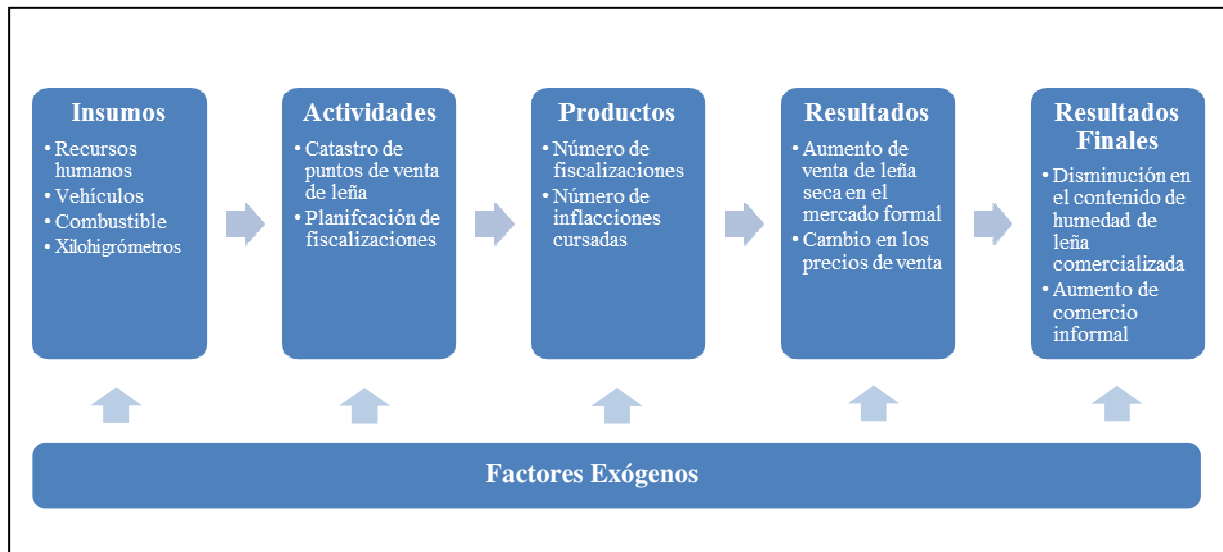 Insumos
• Recursos
humanos
• Vehículos
• Combustible
• Xilohigrómetros
Actividades
• Catastro de
puntos de venta
de leña
• Planifcación de
fiscalizaciones
Productos
• Número de
fiscalizaciones
• Número de
inflacciones
cursadas
Resultados
• Aumento de
venta de leña
seca en el
mercado formal
• Cambio en los
precios de venta
Resultados
Finales
• Disminución en
el contenido de
humedad de
leña
comercializada
• Aumento de
comercio
informal
Factores Exógenos